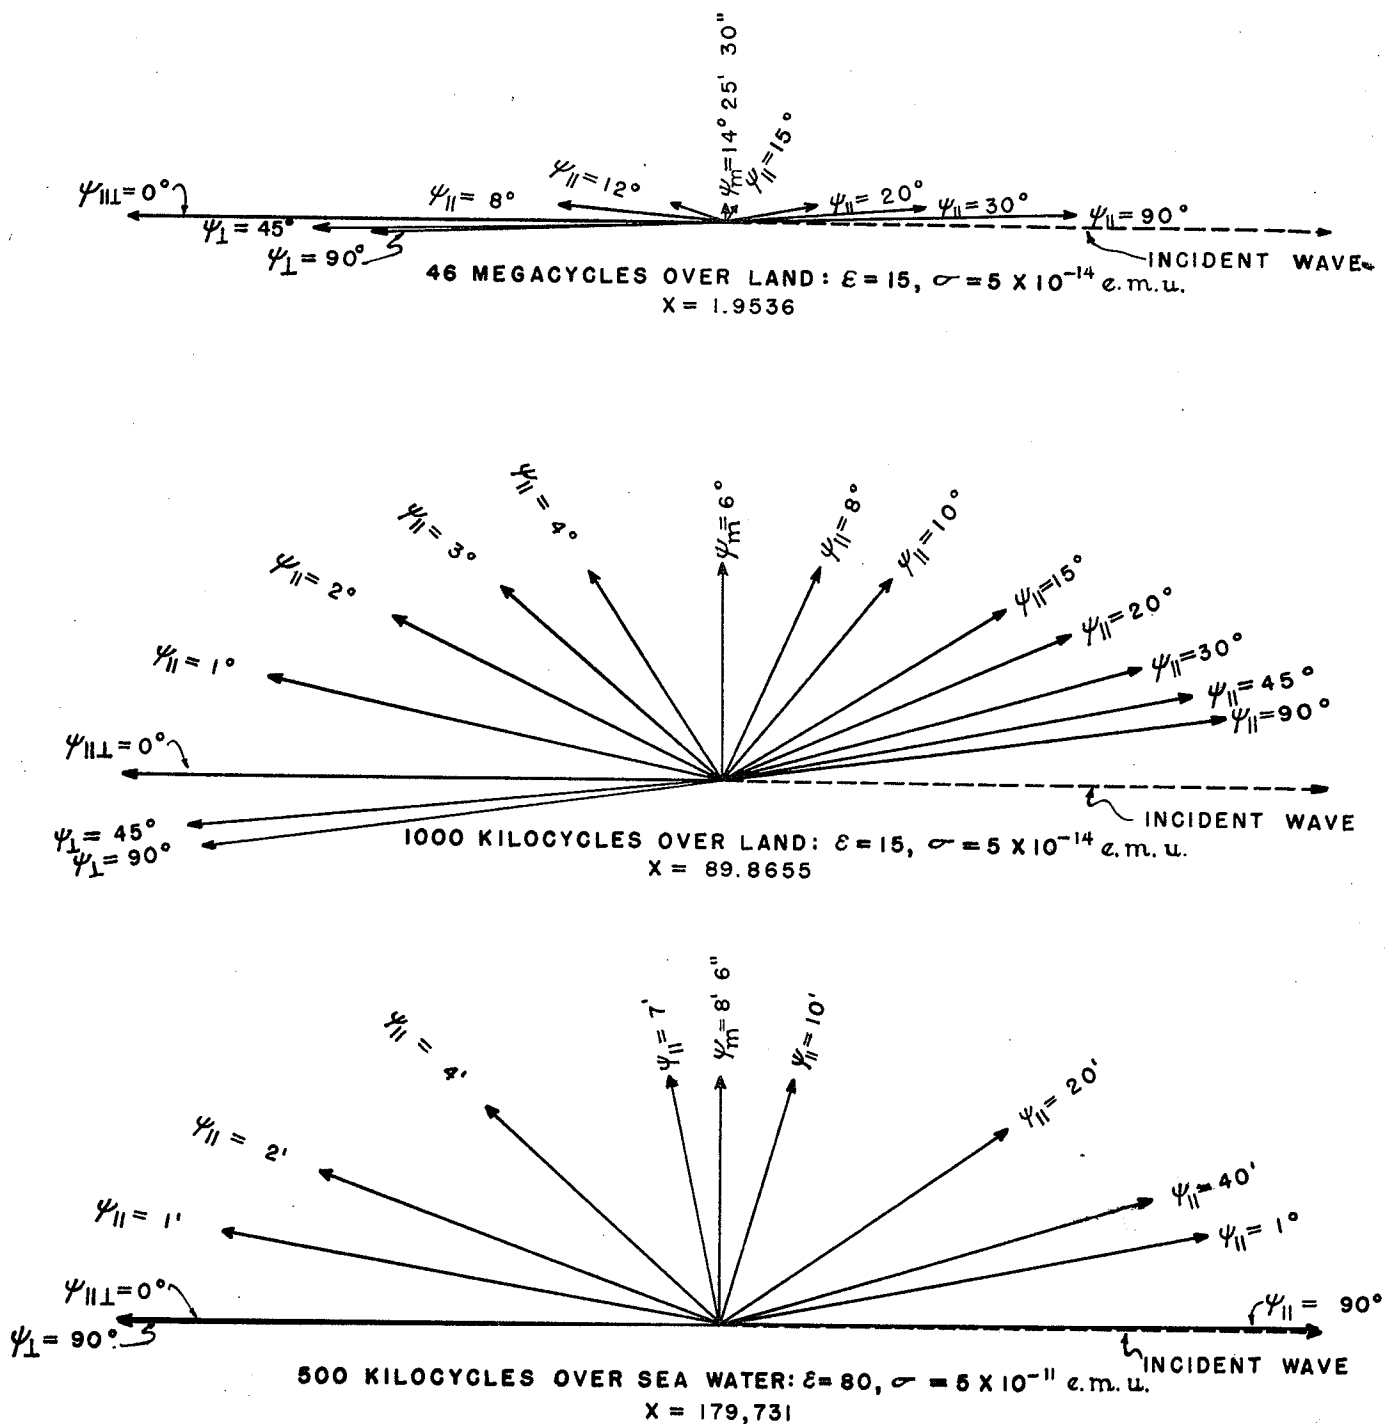 ψm=14° 25' 30"
ψ||=15°
ψ||=12°
ψ||⊥=0°
ψ||=8°
ψ||=20°
ψ||=30°
ψ||=90°
ψ⊥=45°
ψ⊥=90°
INCIDENT WAVE
46 MEGACYCLES OVER LAND: ε=15, σ=5 X 10⁻¹⁴ e.m.u.
X = 1.9536
ψ||=4°
ψ||=3°
ψm=6°
ψ||=8°
ψ||=10°
ψ||=2°
ψ||=15°
ψ||=20°
ψ||=1°
ψ||=30°
ψ||=45°
ψ||=90°
ψ||⊥=0°
ψ⊥=45°
ψ⊥=90°
INCIDENT WAVE
1000 KILOCYCLES OVER LAND: ε=15, σ=5 X 10⁻¹⁴ e.m.u.
X = 89.8655
ψ||=4'
ψ||=7'
ψm=8' 6"
ψ||=10'
ψ||=20'
ψ||=2'
ψ||=40'
ψ||=1'
ψ||=1°
ψ||⊥=0°
ψ||=90°
ψ⊥=90°
INCIDENT WAVE
500 KILOCYCLES OVER SEA WATER: ε=80, σ=5 X 10⁻¹¹ e.m.u.
X = 179,731